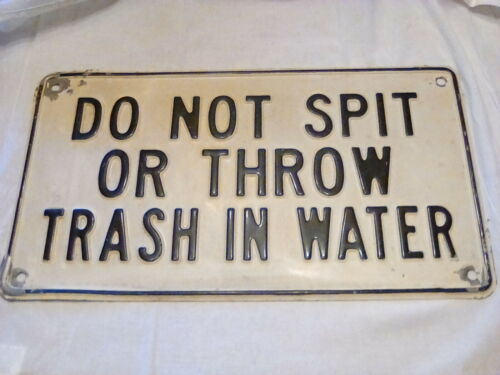 DO NOT SPIT
OR THROW
TRASH IN WATER